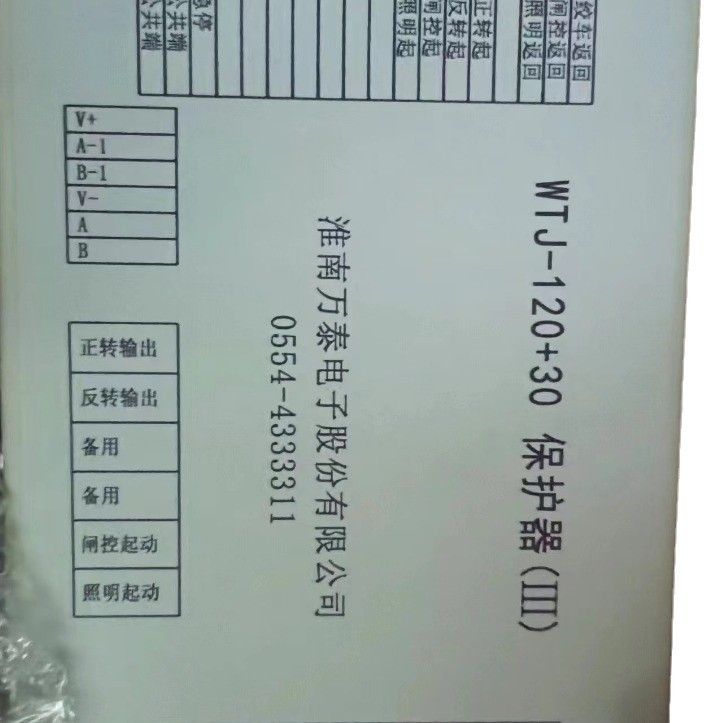 绞车返回
闸控返回
照明返回
正转起
反转起
闸控起
照明起
急停
公共端
公共端
V+
A-1
B-1
V-
A
B
正转输出
反转输出
备用
备用
闸控起动
照明起动
WTJ-120+30 保护器(III)
淮南万泰电子股份有限公司
0554-4333311